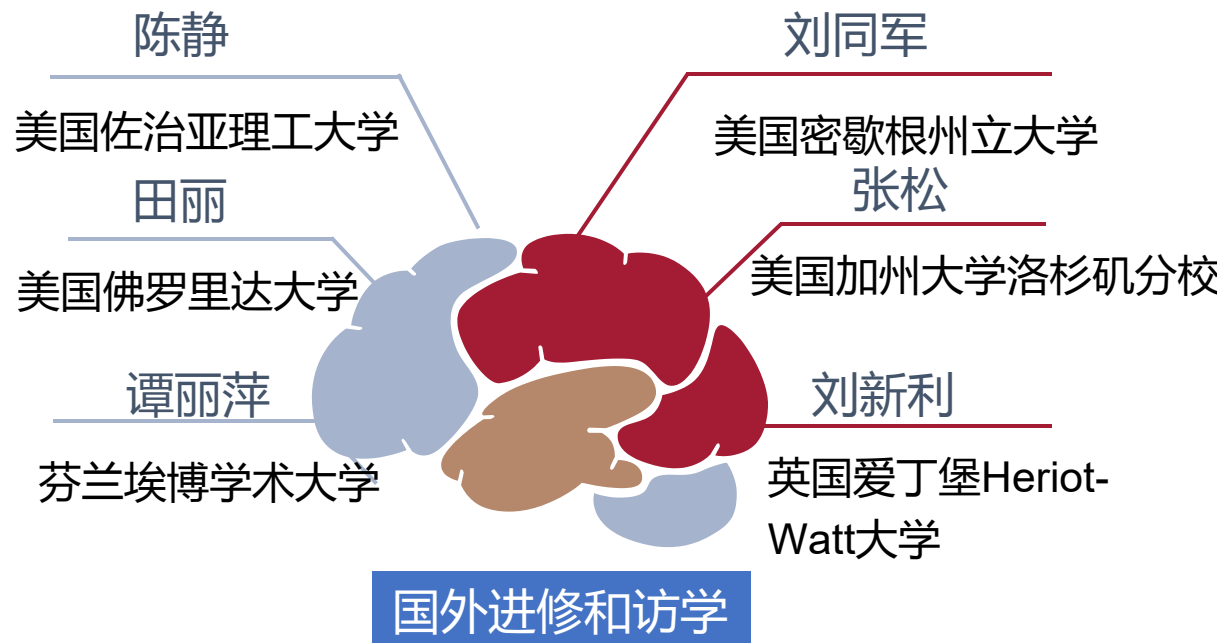 陈静
美国佐治亚理工大学
田丽
美国佛罗里达大学
谭丽萍
芬兰埃博学术大学
刘同军
美国密歇根州立大学
张松
美国加州大学洛杉矶分校
刘新利
英国爱丁堡Heriot-
Watt大学
国外进修和访学